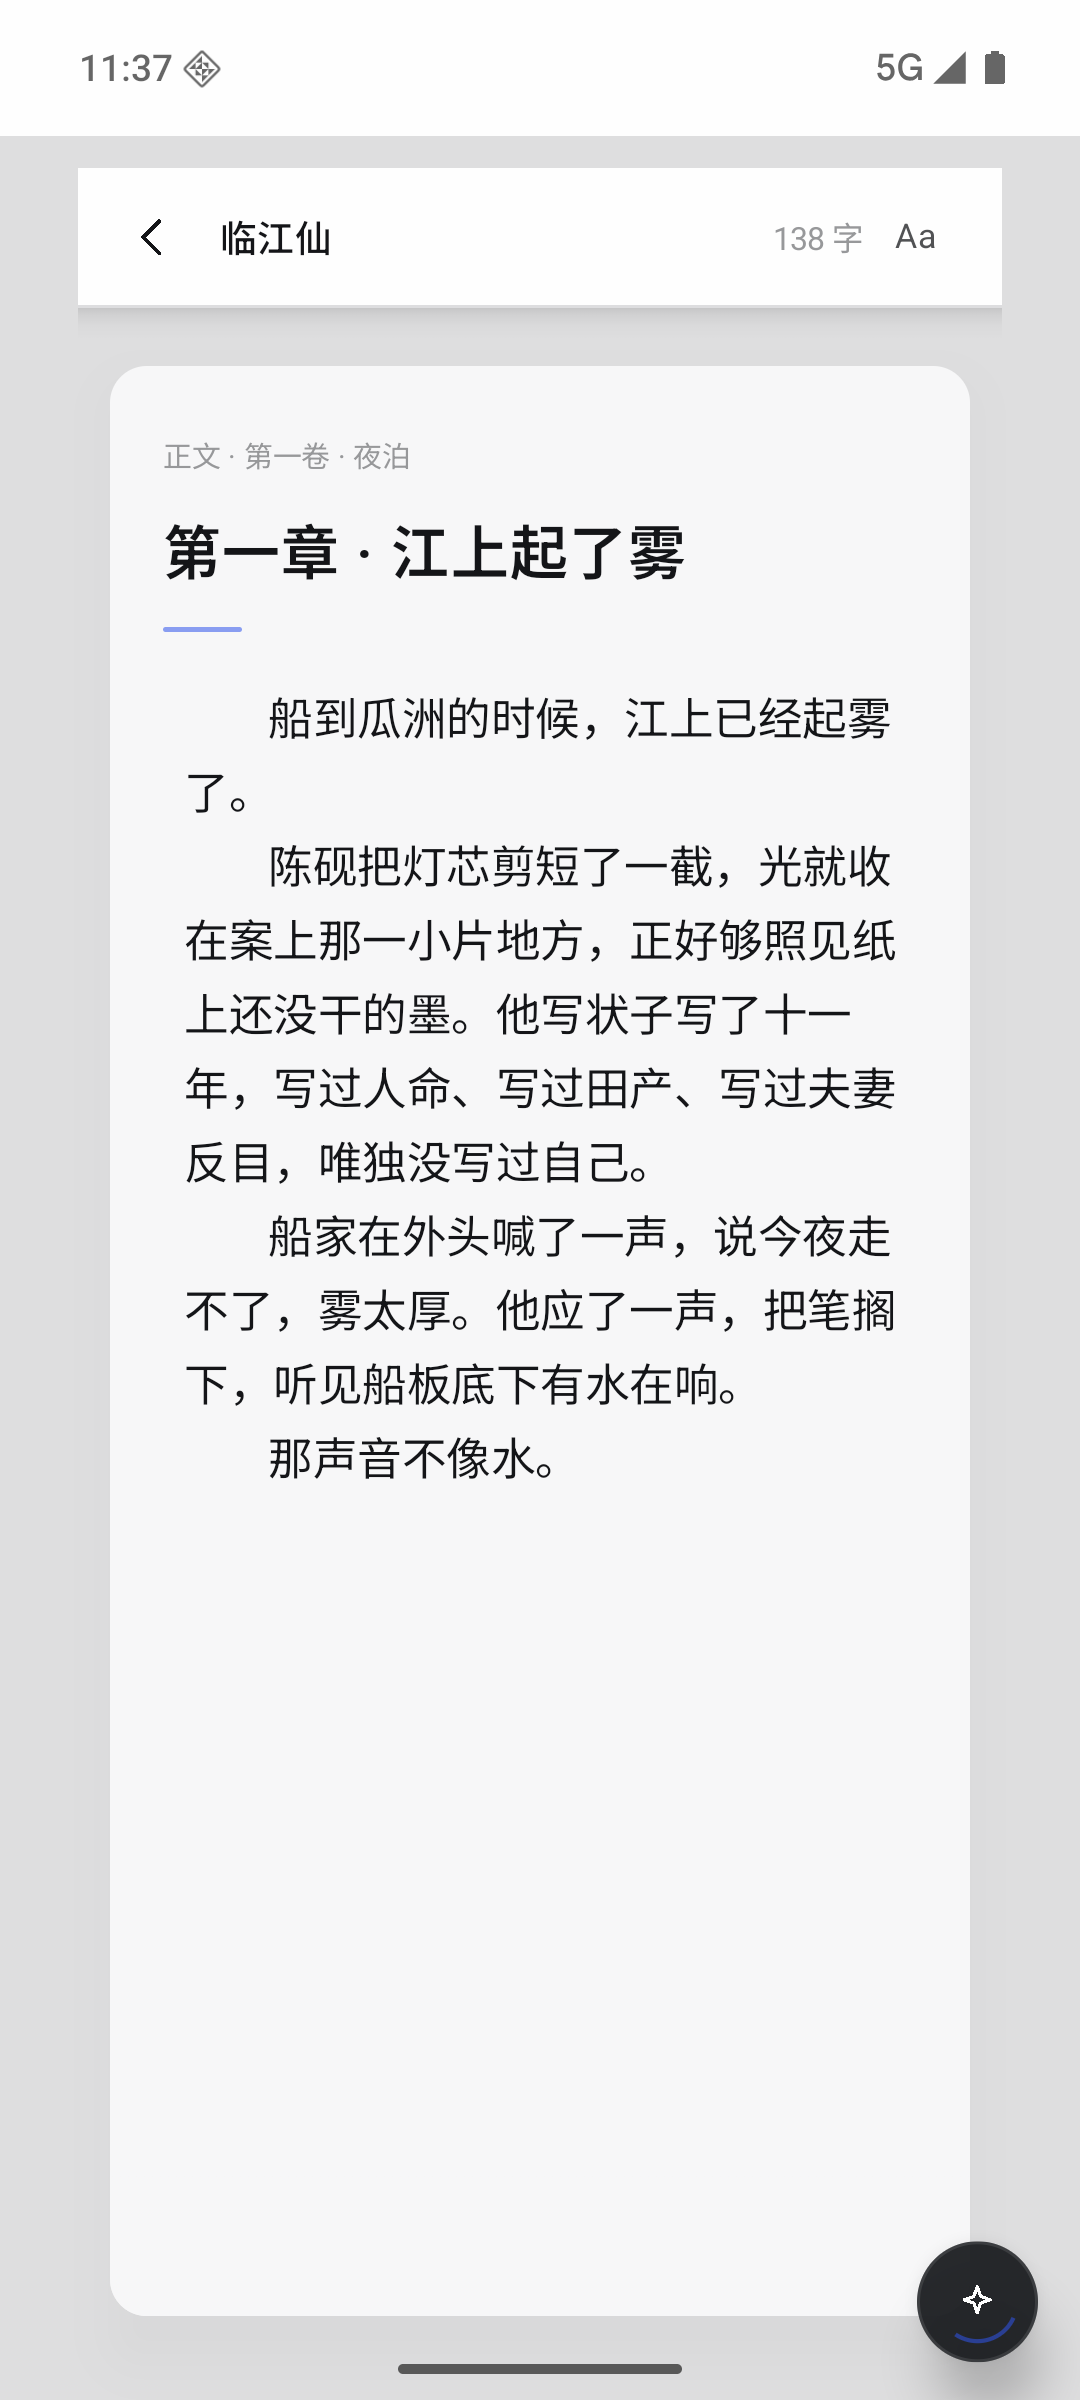 11:37
5G
临江仙
138 字
Aa
正文 · 第一卷 · 夜泊
第一章 · 江上起了雾
船到瓜洲的时候，江上已经起雾
了。
陈砚把灯芯剪短了一截，光就收
在案上那一小片地方，正好够照见纸
上还没干的墨。他写状子写了十一
年，写过人命、写过田产、写过夫妻
反目，唯独没写过自己。
船家在外头喊了一声，说今夜走
不了，雾太厚。他应了一声，把笔搁
下，听见船板底下有水在响。
那声音不像水。